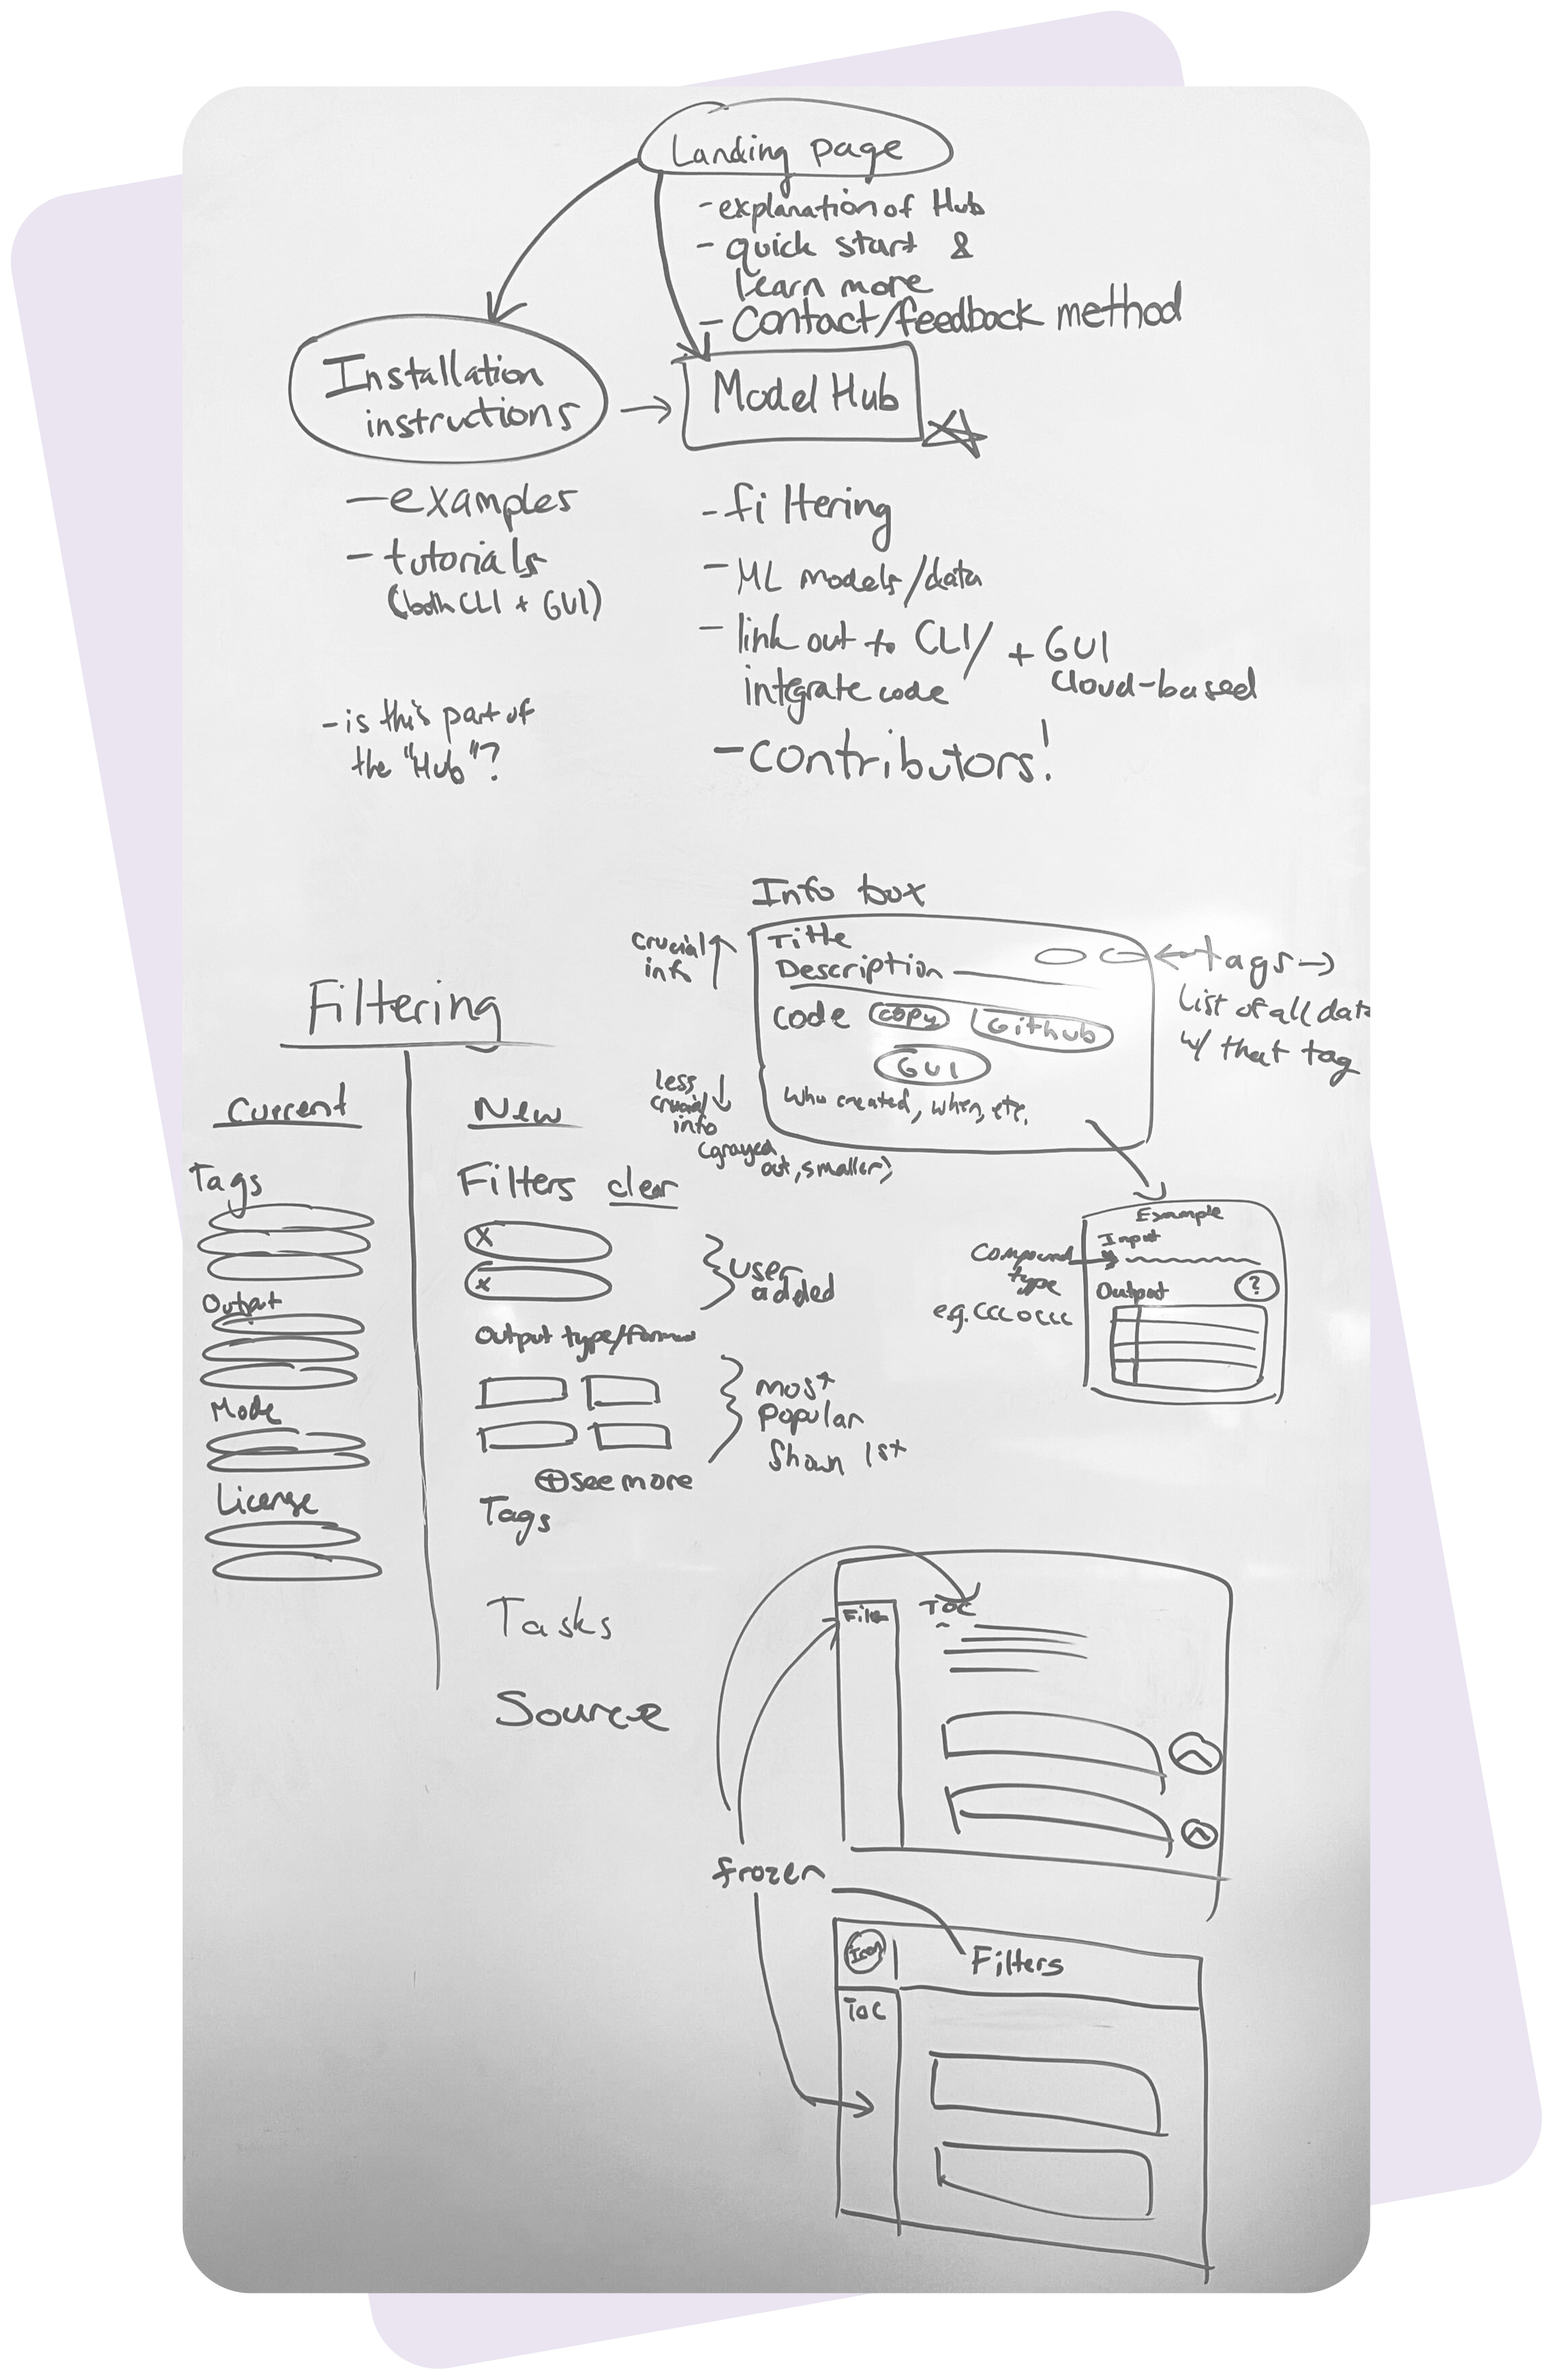 Landing page
- explanation of Hub
- quick start &
learn more
- contact/feedback method
Installation
instructions
Model Hub
- examples
- tutorials
(both CLI + GUI)
- is this part of
the "Hub"?
- filtering
- ML models/data
- link out to CLI/ + GUI
integrate code cloud-based
- contributors!
Info box
crucial
info
Title
Description
tags
List of all data
w/ that tag
code copy Github
GUI
less
crucial
info
(grayed
out, smaller)
Who created, when, etc.
Example
Input
Compound
type
e.g.
Output
?
Filtering
Current
Tags
Output
Mode
License
New
Filters clear
x
x
user
added
Output type/format
most
popular
shown 1st
+ see more
Tags
Tasks
Source
Filter
TOC
frozen
Icon
Filters
TOC